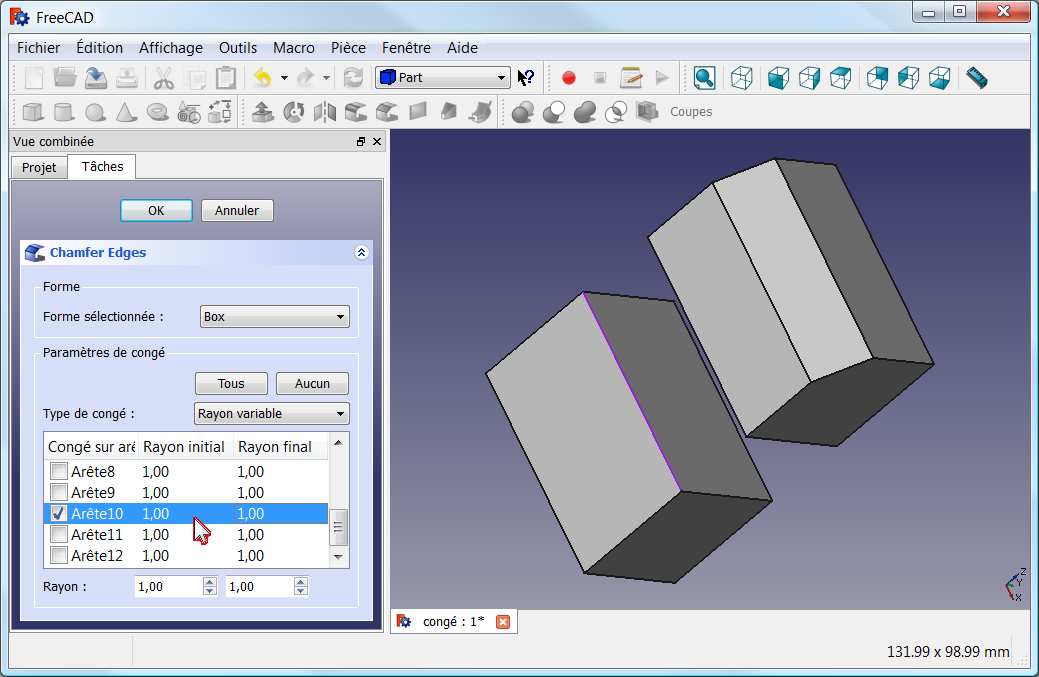 FreeCAD
Fichier Édition Affichage Outils Macro Pièce Fenêtre Aide
Part
Coupes
Vue combinée
Projet Tâches
OK Annuler
Chamfer Edges
Forme
Forme sélectionnée : Box
Paramètres de congé
Tous Aucun
Type de congé : Rayon variable
Congé sur aré Rayon initial Rayon final
Arête8 1,00 1,00
Arête9 1,00 1,00
Arête10 1,00 1,00
Arête11 1,00 1,00
Arête12 1,00 1,00
Rayon : 1,00 1,00
Z
Y
X
congé : 1*
131.99 x 98.99 mm